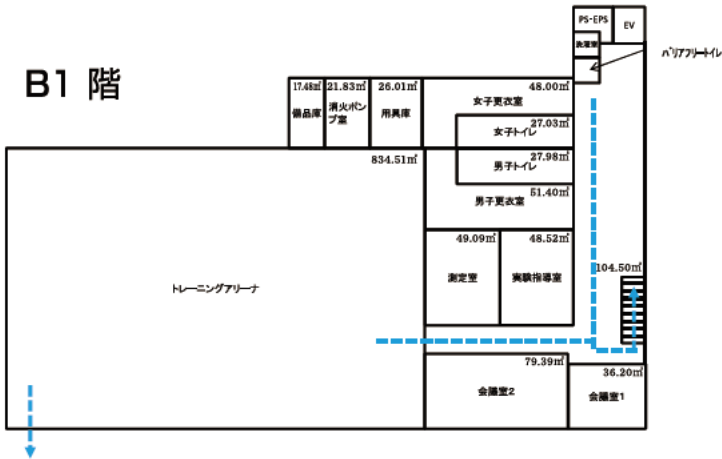 PS-EPS
EV
洗濯室
バリアフリートイレ
B1 階
17.48㎡
備品庫
21.83㎡
消火ポンプ室
26.01㎡
用具庫
48.00㎡
女子更衣室
27.03㎡
女子トイレ
834.51㎡
27.98㎡
男子トイレ
51.40㎡
男子更衣室
49.09㎡
測定室
48.52㎡
実験指導室
104.50㎡
トレーニングアリーナ
79.39㎡
会議室2
36.20㎡
会議室1